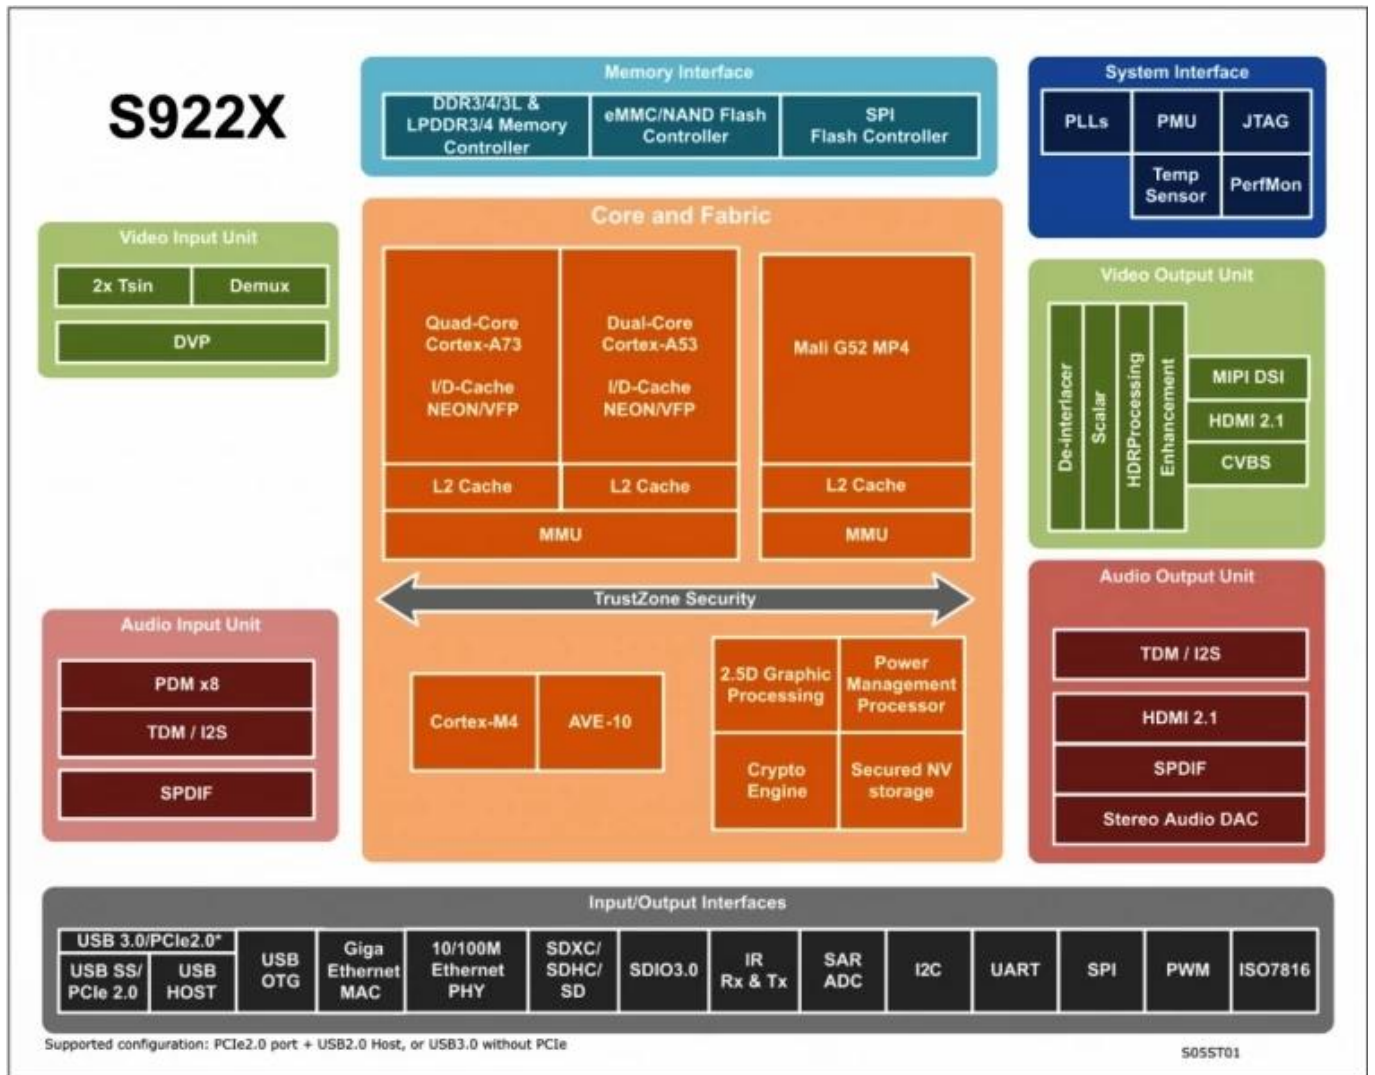 S922X
Memory Interface
DDR3/4/3L &
LPDDR3/4 Memory
Controller
eMMC/NAND Flash
Controller
SPI
Flash Controller
System Interface
PLLs
PMU
JTAG
Temp
Sensor
PerfMon
Video Input Unit
2x Tsin
Demux
DVP
Core and Fabric
Quad-Core
Cortex-A73
I/D-Cache
NEON/VFP
Dual-Core
Cortex-A53
I/D-Cache
NEON/VFP
Mali G52 MP4
L2 Cache
L2 Cache
L2 Cache
MMU
MMU
TrustZone Security
Cortex-M4
AVE-10
2.5D Graphic
Processing
Power
Management
Processor
Crypto
Engine
Secured NV
storage
Video Output Unit
De-interlacer
Scalar
HDRProcessing
Enhancement
MIPI DSI
HDMI 2.1
CVBS
Audio Input Unit
PDM x8
TDM / I2S
SPDIF
Audio Output Unit
TDM / I2S
HDMI 2.1
SPDIF
Stereo Audio DAC
Input/Output Interfaces
USB 3.0/PCIe2.0*
USB SS/
PCIe 2.0
USB
HOST
USB
OTG
Giga
Ethernet
MAC
10/100M
Ethernet
PHY
SDXC/
SDHC/
SD
SDIO3.0
IR
Rx & Tx
SAR
ADC
I2C
UART
SPI
PWM
ISO7816
Supported configuration: PCIe2.0 port + USB2.0 Host, or USB3.0 without PCIe
S05ST01